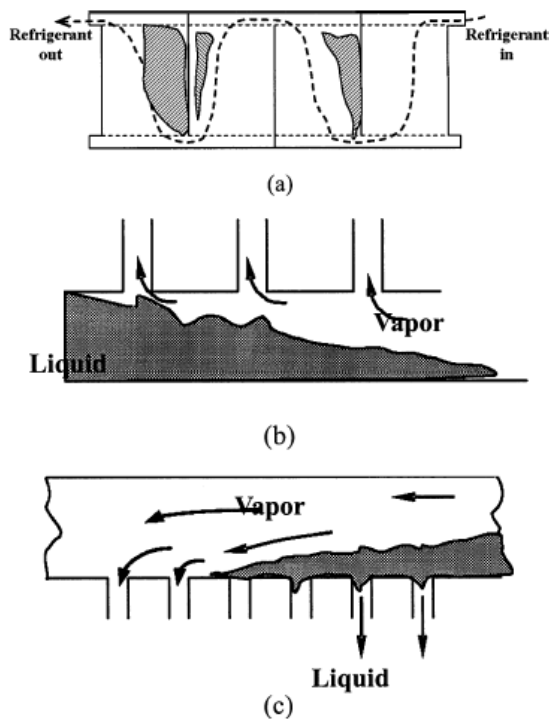 Refrigerant
out
Refrigerant
in
(a)
Vapor
Liquid
(b)
Vapor
Liquid
(c)